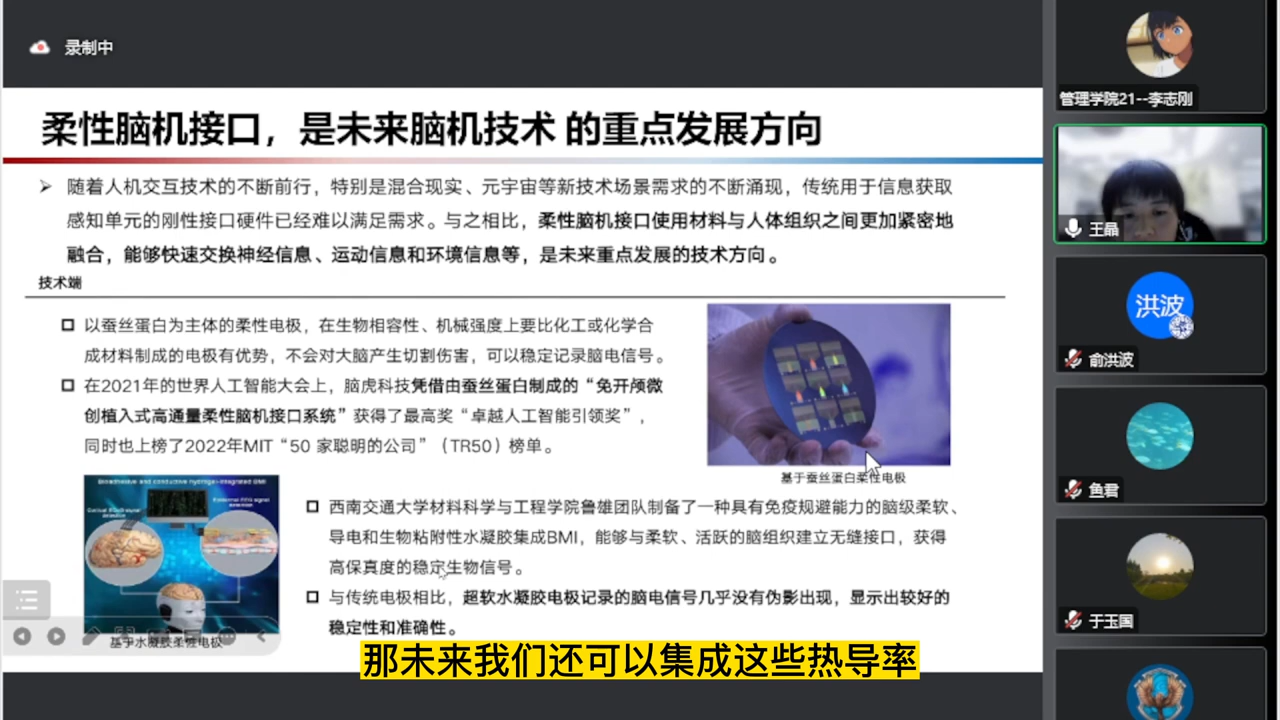 录制中
柔性脑机接口，是未来脑机技术 的重点发展方向
➢ 随着人机交互技术的不断前行，特别是混合现实、元宇宙等新技术场景需求的不断涌现，传统用于信息获取
感知单元的刚性接口硬件已经难以满足需求。与之相比，柔性脑机接口使用材料与人体组织之间更加紧密地
融合，能够快速交换神经信息、运动信息和环境信息等，是未来重点发展的技术方向。
技术端
以蚕丝蛋白为主体的柔性电极，在生物相容性、机械强度上要比化工或化学合
成材料制成的电极有优势，不会对大脑产生切割伤害，可以稳定记录脑电信号。
在2021年的世界人工智能大会上，脑虎科技凭借由蚕丝蛋白制成的“免开颅微
创植入式高通量柔性脑机接口系统”获得了最高奖“卓越人工智能引领奖”，
同时也上榜了2022年MIT“50 家聪明的公司”（TR50）榜单。
基于蚕丝蛋白柔性电极
Bioadhesive and conductive hydrogel-integrated BMI
基于水凝胶柔性电极
西南交通大学材料科学与工程学院鲁雄团队制备了一种具有免疫规避能力的脑级柔软、
导电和生物粘附性水凝胶集成BMI，能够与柔软、活跃的脑组织建立无缝接口，获得
高保真度的稳定生物信号。
与传统电极相比，超软水凝胶电极记录的脑电信号几乎没有伪影出现，显示出较好的
稳定性和准确性。
那未来我们还可以集成这些热导率
管理学院21--李志刚
王晶
洪波
俞洪波
鱼君
于玉国